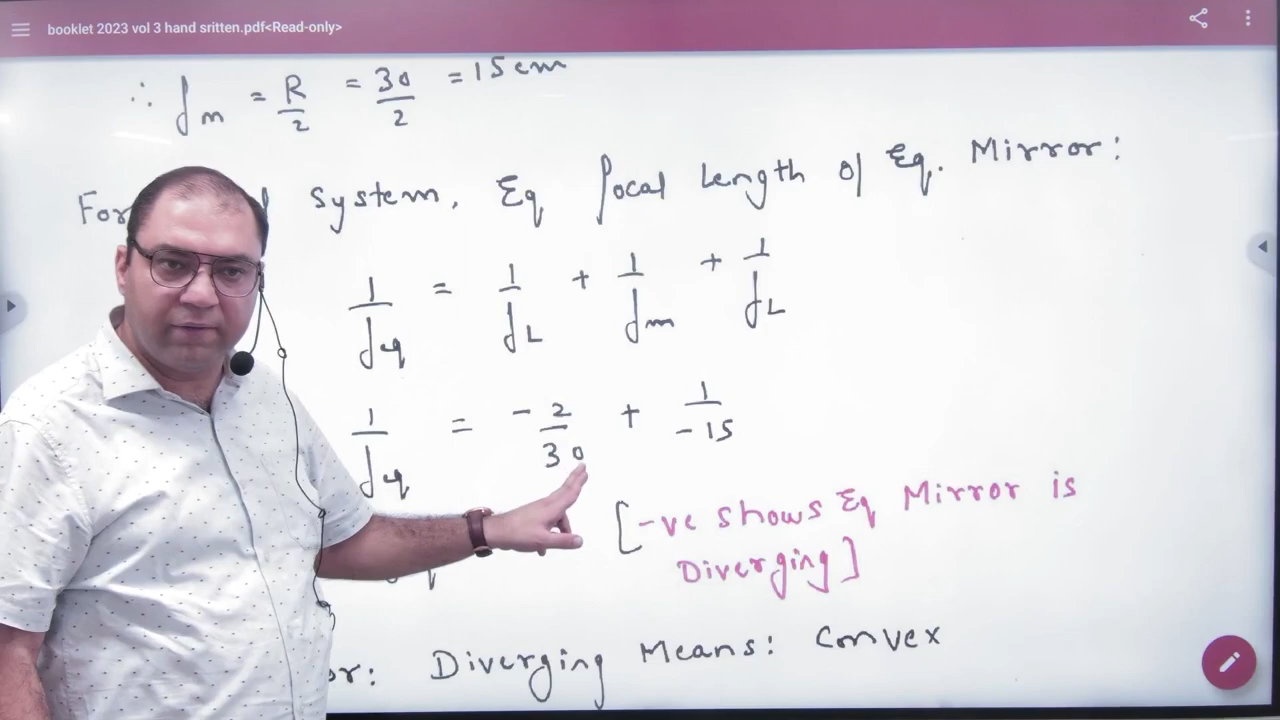 booklet 2023 vol 3 hand sritten.pdf<Read-only>
∴ fm = R/2 = 30/2 = 15 cm
For System, Eq focal Length of Eq. Mirror:
1/feq = 1/fL + 1/fm + 1/fL
1/feq = -2/30 + 1/-15
[-ve shows Eq Mirror is
Diverging]
or: Diverging Means: Convex